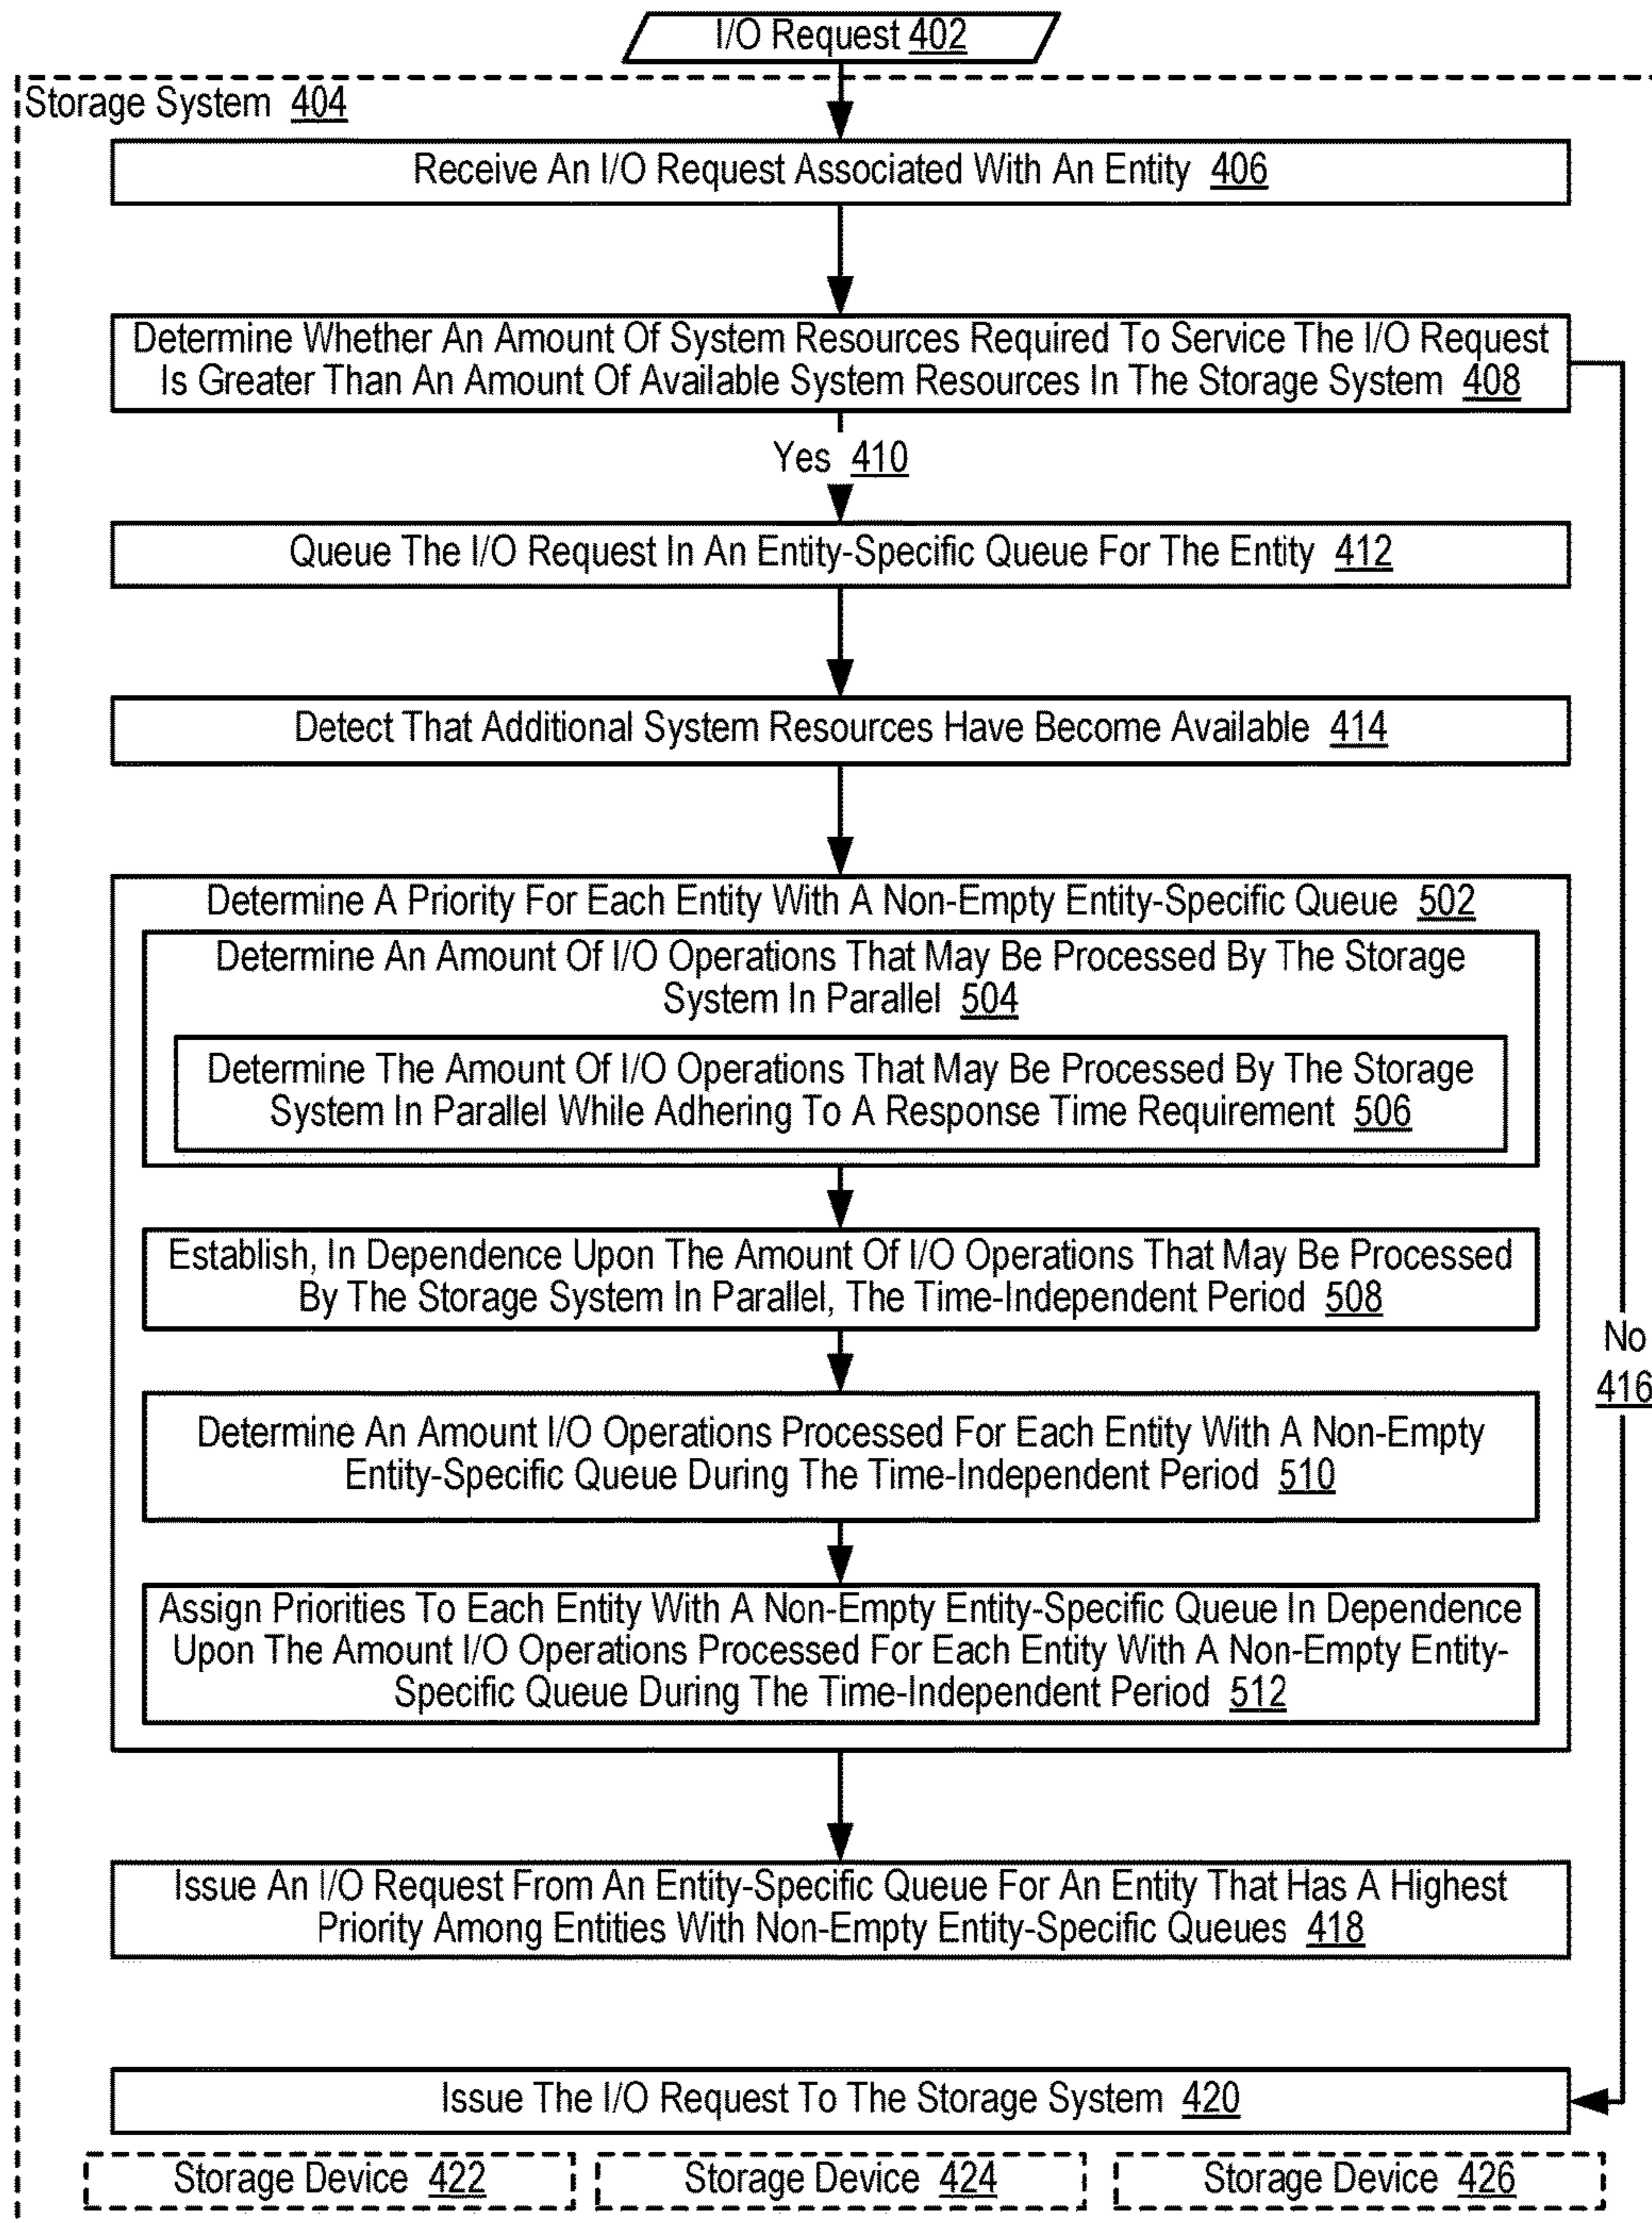 I/O Request 402
Storage System 404
Receive An I/O Request Associated With An Entity 406
Determine Whether An Amount Of System Resources Required To Service The I/O Request
Is Greater Than An Amount Of Available System Resources In The Storage System 408
Yes 410
Queue The I/O Request In An Entity-Specific Queue For The Entity 412
Detect That Additional System Resources Have Become Available 414
Determine A Priority For Each Entity With A Non-Empty Entity-Specific Queue 502
Determine An Amount Of I/O Operations That May Be Processed By The Storage
System In Parallel 504
Determine The Amount Of I/O Operations That May Be Processed By The Storage
System In Parallel While Adhering To A Response Time Requirement 506
Establish, In Dependence Upon The Amount Of I/O Operations That May Be Processed
By The Storage System In Parallel, The Time-Independent Period 508
No
416
Determine An Amount I/O Operations Processed For Each Entity With A Non-Empty
Entity-Specific Queue During The Time-Independent Period 510
Assign Priorities To Each Entity With A Non-Empty Entity-Specific Queue In Dependence
Upon The Amount I/O Operations Processed For Each Entity With A Non-Empty Entity-
Specific Queue During The Time-Independent Period 512
Issue An I/O Request From An Entity-Specific Queue For An Entity That Has A Highest
Priority Among Entities With Non-Empty Entity-Specific Queues 418
Issue The I/O Request To The Storage System 420
Storage Device 422
Storage Device 424
Storage Device 426